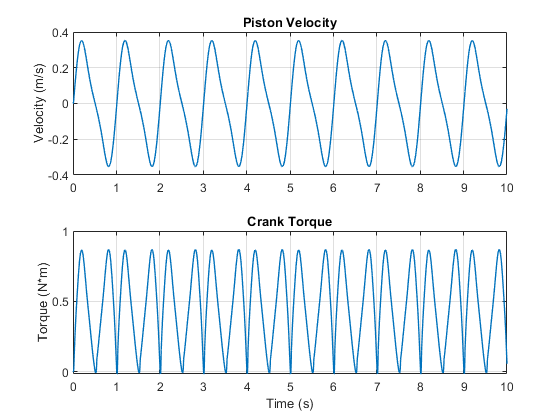 Piston Velocity
Velocity (m/s)
0.4
0.2
0
-0.2
-0.4
0 1 2 3 4 5 6 7 8 9 10
Crank Torque
Torque (N*m)
1
0.5
0
0 1 2 3 4 5 6 7 8 9 10
Time (s)